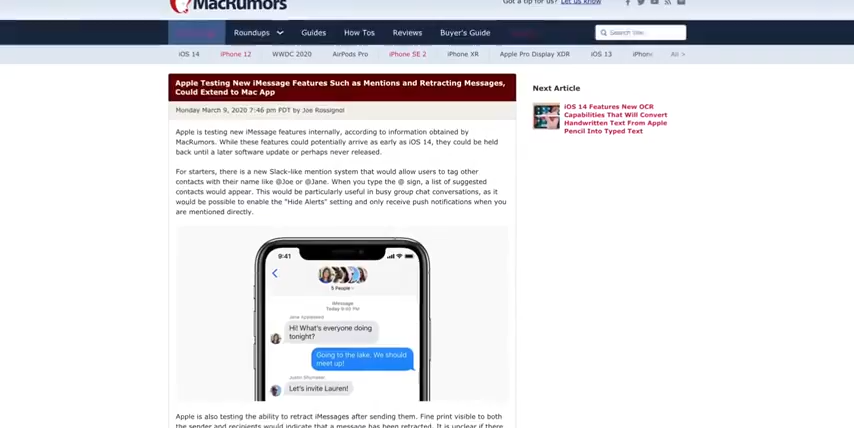 MacRumors
Got a tip for us? Let us know
Roundups
Guides
How Tos
Reviews
Buyer's Guide
Search Site
iOS 14
iPhone 12
WWDC 2020
AirPods Pro
iPhone SE 2
iPhone XR
Apple Pro Display XDR
iOS 13
iPhone
All >
Apple Testing New iMessage Features Such as Mentions and Retracting Messages,
Could Extend to Mac App
Monday March 9, 2020 7:46 pm PDT by Joe Rossignol
Apple is testing new iMessage features internally, according to information obtained by
MacRumors. While these features could potentially arrive as early as iOS 14, they could be held
back until a later software update or perhaps never released.
For starters, there is a new Slack-like mention system that would allow users to tag other
contacts with their name like @Joe or @Jane. When you type the @ sign, a list of suggested
contacts would appear. This would be particularly useful in busy group chat conversations, as it
would be possible to enable the "Hide Alerts" setting and only receive push notifications when you
are mentioned directly.
9:41
5 People
iMessage
Today 9:41 PM
Jane Appleseed
Hi! What's everyone doing
tonight?
Going to the lake. We should
meet up!
Justin
Let's invite Lauren!
Apple is also testing the ability to retract iMessages after sending them. Fine print visible to both
the sender and recipients would indicate that a message has been retracted. It is unclear if there
Next Article
iOS 14 Features New OCR
Capabilities That Will Convert
Handwritten Text From Apple
Pencil Into Typed Text